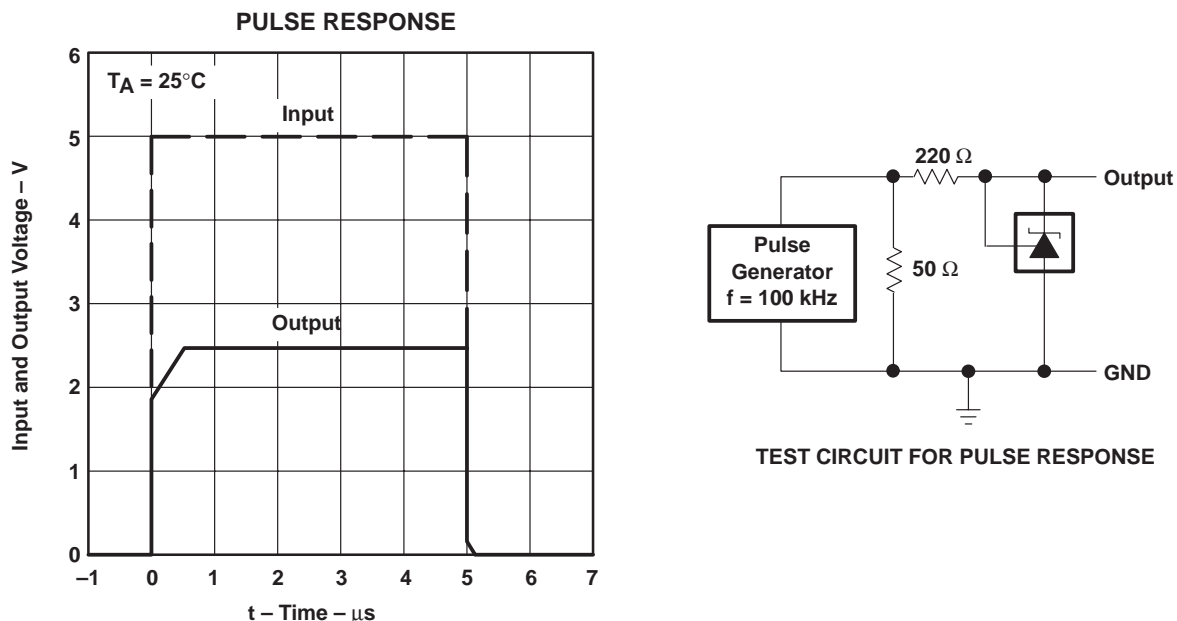 PULSE RESPONSE
6
T_A = 25°C
Input
5
4
3
Output
2
1
0
–1 0 1 2 3 4 5 6 7
t – Time – μs
Input and Output Voltage – V
220 Ω
Output
Pulse
Generator
f = 100 kHz
50 Ω
GND
TEST CIRCUIT FOR PULSE RESPONSE